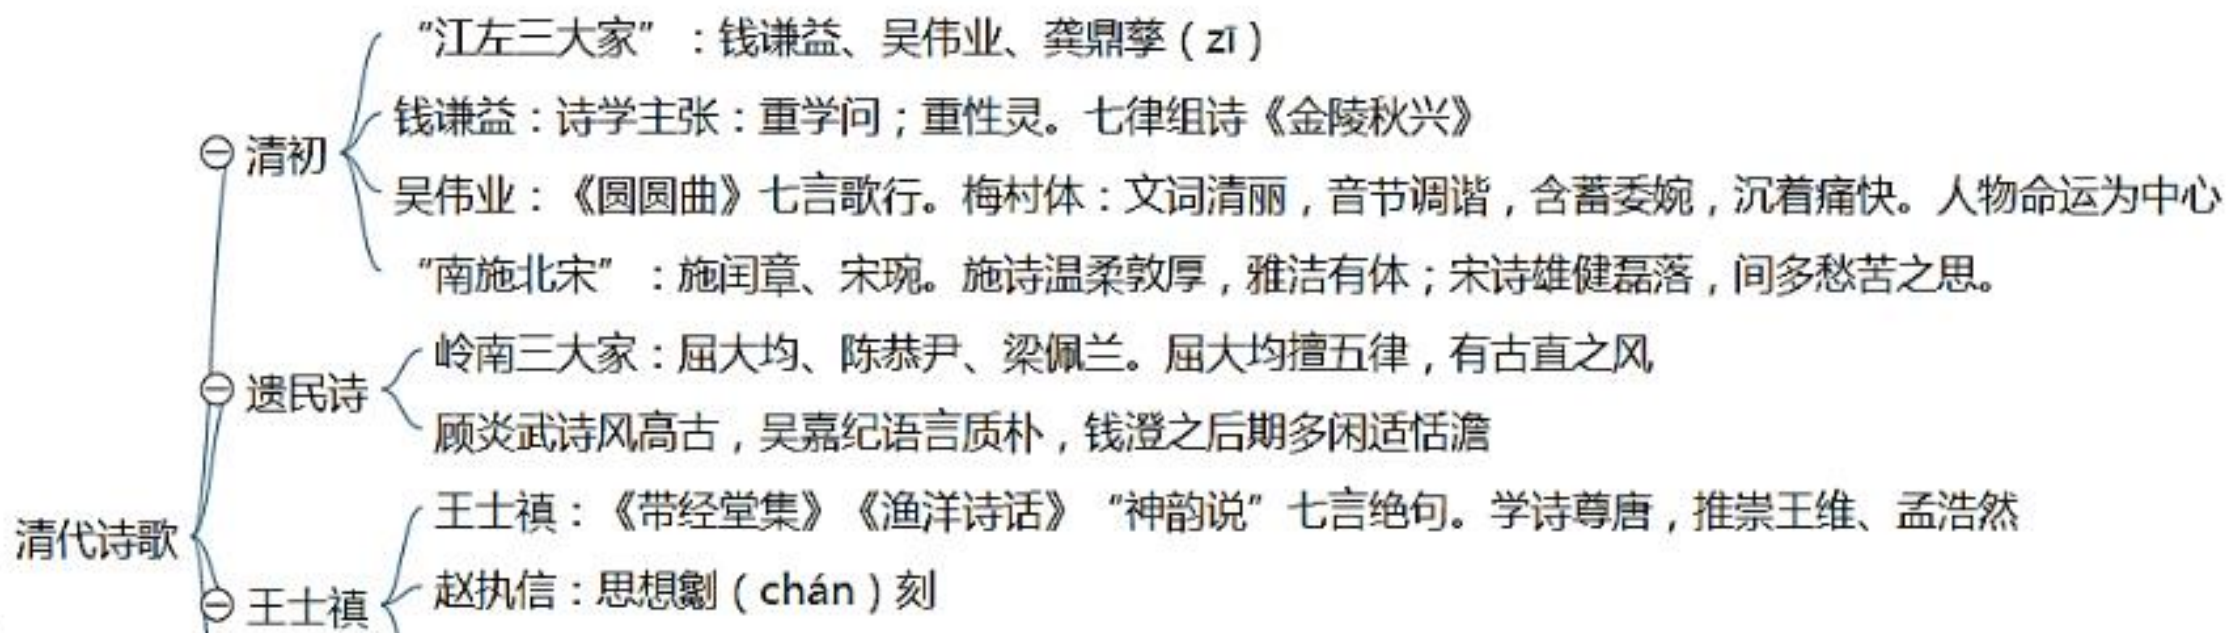 “江左三大家”：钱谦益、吴伟业、龚鼎孳（zī）
钱谦益：诗学主张：重学问；重性灵。七律组诗《金陵秋兴》
清初
吴伟业：《圆圆曲》七言歌行。梅村体：文词清丽，音节调谐，含蓄委婉，沉着痛快。人物命运为中心
“南施北宋”：施闰章、宋琬。施诗温柔敦厚，雅洁有体；宋诗雄健磊落，间多愁苦之思。
岭南三大家：屈大均、陈恭尹、梁佩兰。屈大均擅五律，有古直之风
遗民诗
顾炎武诗风高古，吴嘉纪语言质朴，钱澄之后期多闲适恬澹
王士禛：《带经堂集》《渔洋诗话》“神韵说”七言绝句。学诗尊唐，推崇王维、孟浩然
清代诗歌
赵执信：思想劖（chán）刻
王士禛